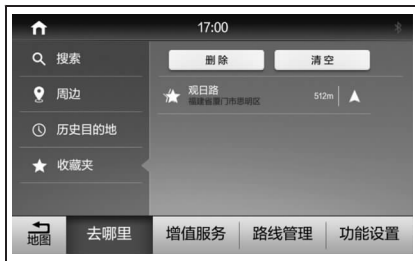 17:00
搜索
周边
历史目的地
收藏夹
删除
清空
观日路
福建省厦门市思明区
512m
地图
去哪里
增值服务
路线管理
功能设置